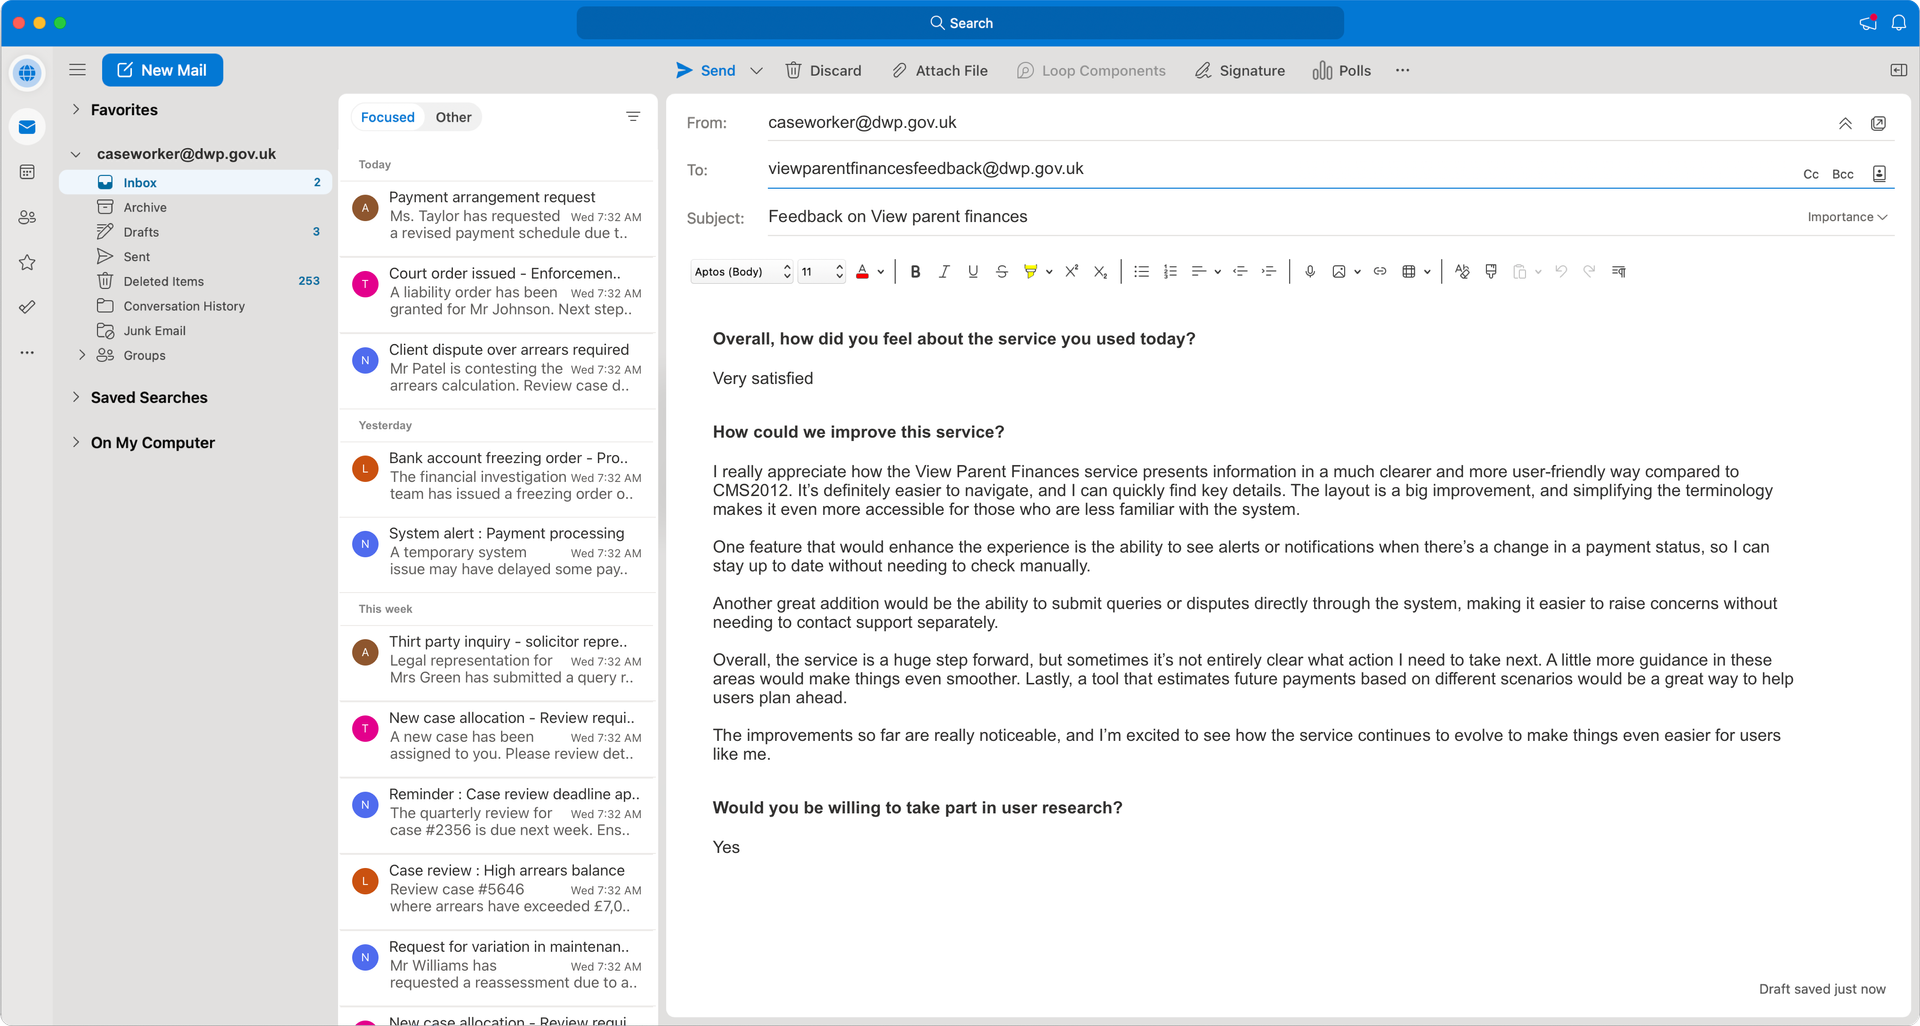 Search
New Mail
Send
Discard
Attach File
Loop Components
Signature
Polls
Favorites
caseworker@dwp.gov.uk
Inbox 2
Archive
Drafts 3
Sent
Deleted Items 253
Conversation History
Junk Email
Groups
Saved Searches
On My Computer
Focused Other
Today
A
Payment arrangement request
Ms. Taylor has requested Wed 7:32 AM
a revised payment schedule due t..
T
Court order issued - Enforcemen..
A liability order has been Wed 7:32 AM
granted for Mr Johnson. Next step..
N
Client dispute over arrears required
Mr Patel is contesting the Wed 7:32 AM
arrears calculation. Review case d..
Yesterday
L
Bank account freezing order - Pro..
The financial investigation Wed 7:32 AM
team has issued a freezing order o..
N
System alert : Payment processing
A temporary system Wed 7:32 AM
issue may have delayed some pay..
This week
A
Thirt party inquiry - solicitor repre..
Legal representation for Wed 7:32 AM
Mrs Green has submitted a query r..
T
New case allocation - Review requi..
A new case has been Wed 7:32 AM
assigned to you. Please review det..
N
Reminder : Case review deadline ap..
The quarterly review for Wed 7:32 AM
case #2356 is due next week. Ens..
L
Case review : High arrears balance
Review case #5646 Wed 7:32 AM
where arrears have exceeded £7,0..
N
Request for variation in maintenan..
Mr Williams has Wed 7:32 AM
requested a reassessment due to a..
New case allocation - Review requi
From: caseworker@dwp.gov.uk
To: viewparentfinancesfeedback@dwp.gov.uk Cc Bcc
Subject: Feedback on View parent finances Importance
Aptos (Body) 11
Overall, how did you feel about the service you used today?
Very satisfied
How could we improve this service?
I really appreciate how the View Parent Finances service presents information in a much clearer and more user-friendly way compared to
CMS2012. It’s definitely easier to navigate, and I can quickly find key details. The layout is a big improvement, and simplifying the terminology
makes it even more accessible for those who are less familiar with the system.
One feature that would enhance the experience is the ability to see alerts or notifications when there’s a change in a payment status, so I can
stay up to date without needing to check manually.
Another great addition would be the ability to submit queries or disputes directly through the system, making it easier to raise concerns without
needing to contact support separately.
Overall, the service is a huge step forward, but sometimes it’s not entirely clear what action I need to take next. A little more guidance in these
areas would make things even smoother. Lastly, a tool that estimates future payments based on different scenarios would be a great way to help
users plan ahead.
The improvements so far are really noticeable, and I’m excited to see how the service continues to evolve to make things even easier for users
like me.
Would you be willing to take part in user research?
Yes
Draft saved just now